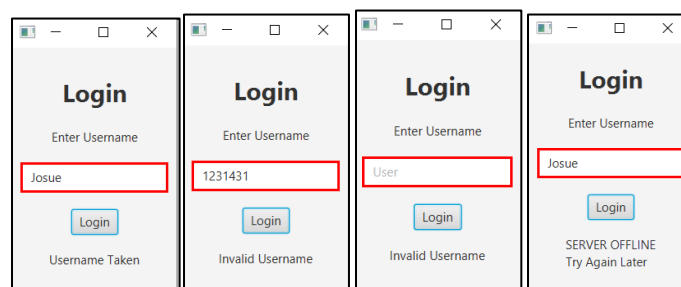 Login
Enter Username
Josue
Login
Username Taken
Login
Enter Username
1231431
Login
Invalid Username
Login
Enter Username
User
Login
Invalid Username
Login
Enter Username
Josue
Login
SERVER OFFLINE
Try Again Later